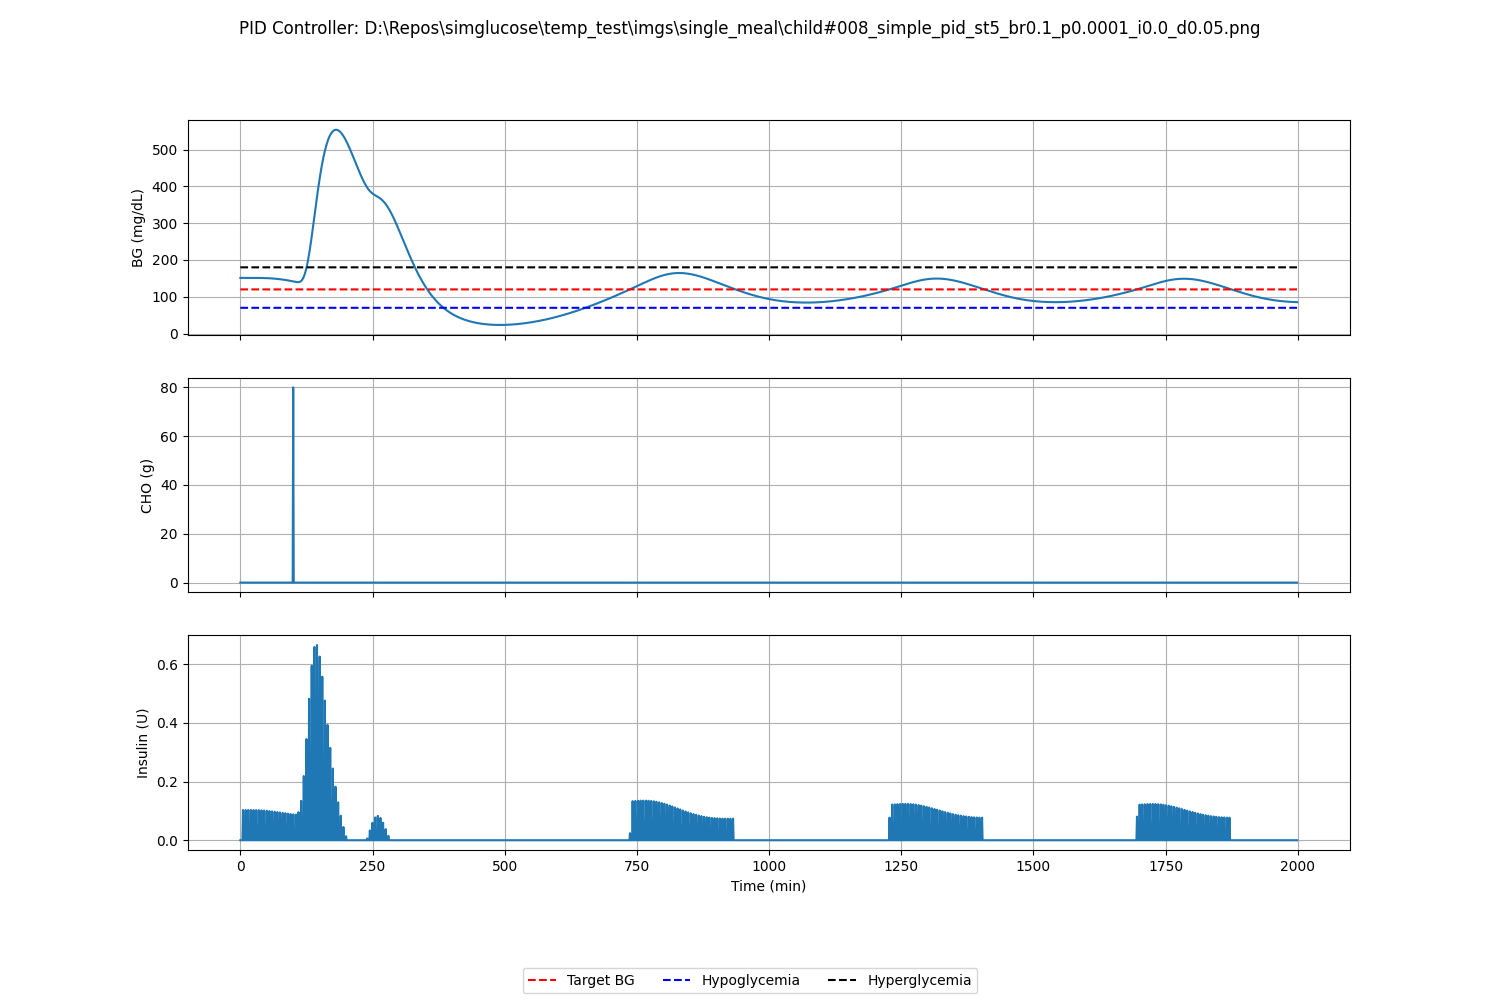 PID Controller: D:\Repos\simglucose\temp_test\imgs\single_meal\child#008_simple_pid_st5_br0.1_p0.0001_i0.0_d0.05.png
BG (mg/dL)
500
400
300
200
100
0
CHO (g)
80
60
40
20
0
Insulin (U)
0.6
0.4
0.2
0.0
0 250 500 750 1000 1250 1500 1750 2000
Time (min)
Target BG Hypoglycemia Hyperglycemia